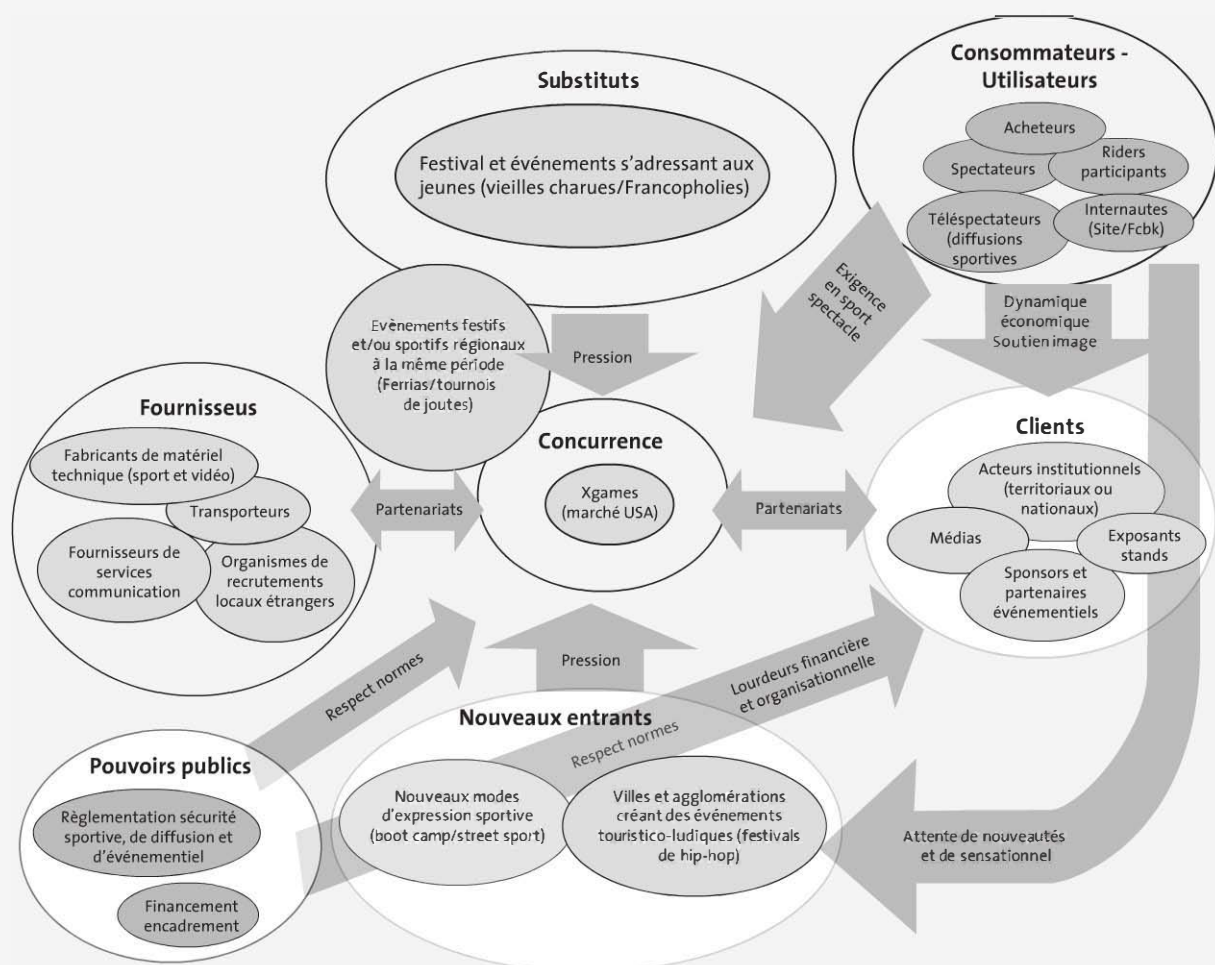 Substituts
Festival et événements s'adressant aux
jeunes (vieilles charues/Francopholies)
Evènements festifs
et/ou sportifs régionaux
à la même période
(Ferrias/tournois
de joutes)
Pression
Consommateurs -
Utilisateurs
Acheteurs
Spectateurs
Riders
participants
Téléspectateurs
(diffusions
sportives
Internautes
(Site/Fcbk)
Exigence
en sport
spectacle
Dynamique
économique
Soutien image
Fournisseus
Fabricants de matériel
technique (sport et vidéo)
Transporteurs
Fournisseurs de
services
communication
Organismes de
recrutements
locaux étrangers
Partenariats
Concurrence
Xgames
(marché USA)
Partenariats
Clients
Acteurs institutionnels
(territoriaux ou
nationaux)
Médias
Exposants
stands
Sponsors et
partenaires
événementiels
Pression
Respect normes
Lourdeurs financière
et organisationnelle
Respect normes
Pouvoirs publics
Règlementation sécurité
sportive, de diffusion et
d'événementiel
Financement
encadrement
Nouveaux entrants
Nouveaux modes
d'expression sportive
(boot camp/street sport)
Villes et agglomérations
créant des événements
touristico-ludiques (festivals
de hip-hop)
Attente de nouveautés
et de sensationnel